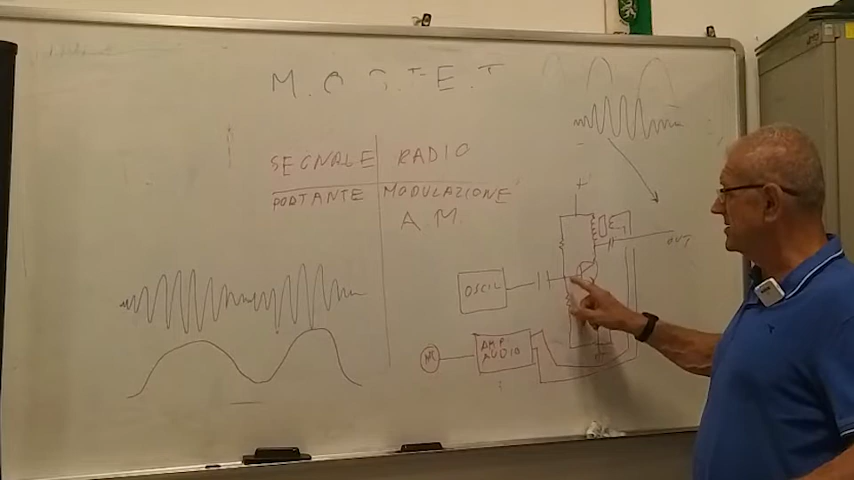 SEGNALE RADIO
PORTANTE MODULAZIONE
A.M.
+
OUT
OSCIL
AMP.
AUDIO